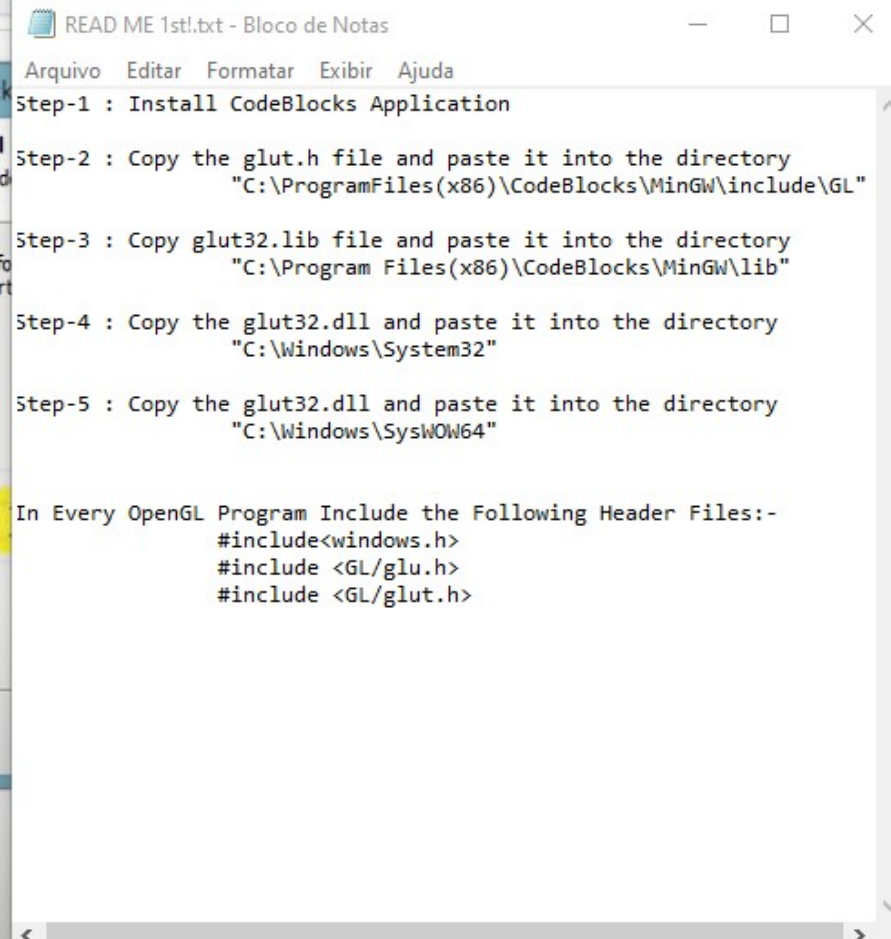 READ ME 1st!.txt - Bloco de Notas
Arquivo Editar Formatar Exibir Ajuda
Step-1 : Install CodeBlocks Application
Step-2 : Copy the glut.h file and paste it into the directory
"C:\ProgramFiles(x86)\CodeBlocks\MinGW\include\GL"
Step-3 : Copy glut32.lib file and paste it into the directory
"C:\Program Files(x86)\CodeBlocks\MinGW\lib"
Step-4 : Copy the glut32.dll and paste it into the directory
"C:\Windows\System32"
Step-5 : Copy the glut32.dll and paste it into the directory
"C:\Windows\SysWOW64"
In Every OpenGL Program Include the Following Header Files:-
#include<windows.h>
#include <GL/glu.h>
#include <GL/glut.h>